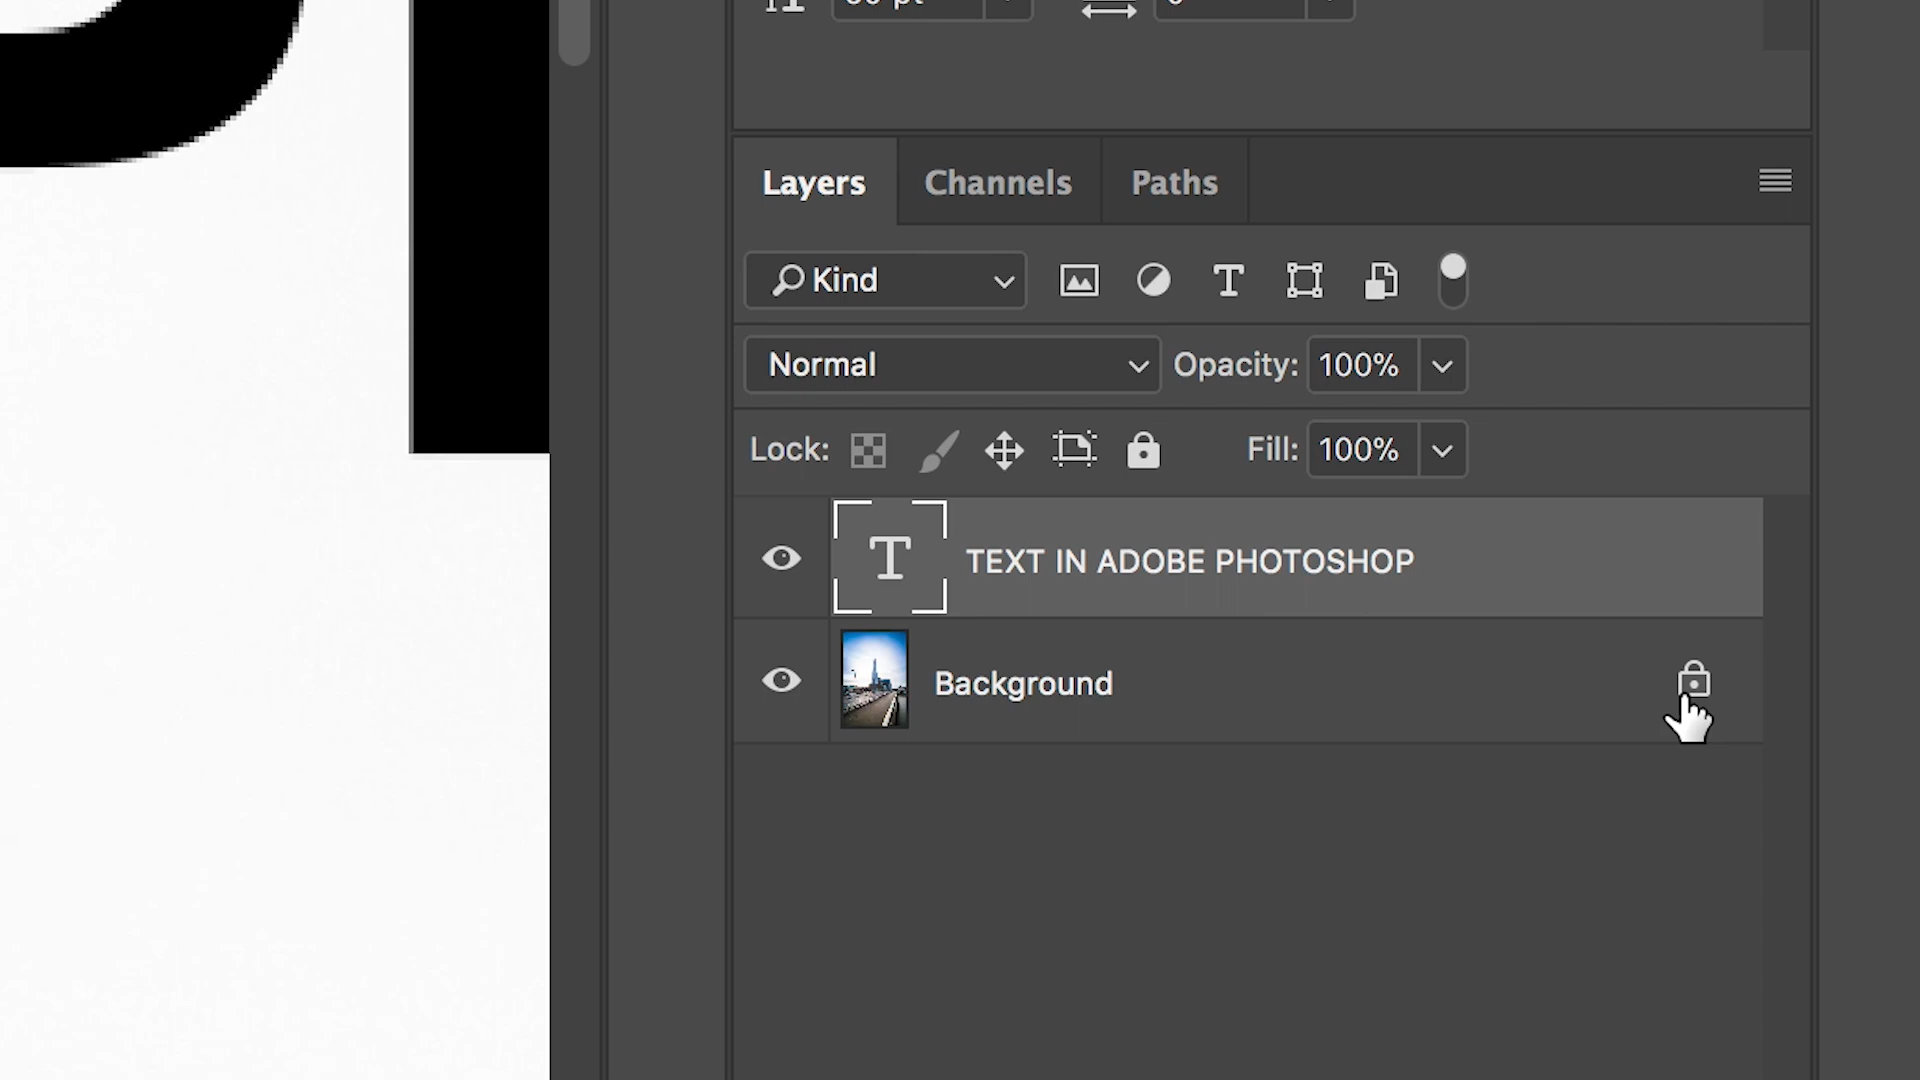 Layers Channels Paths
Kind
Normal Opacity: 100%
Lock: Fill: 100%
T TEXT IN ADOBE PHOTOSHOP
Background